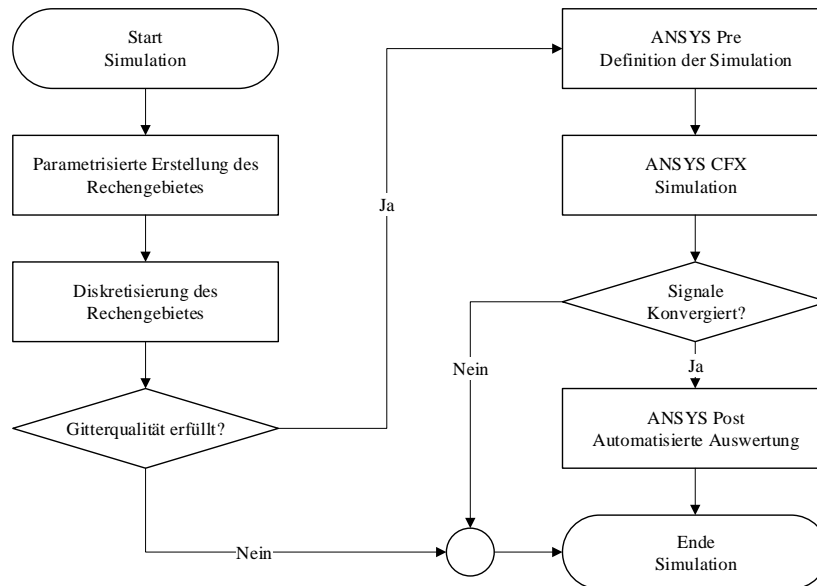 Start
Simulation
Parametrisierte Erstellung des
Rechengebietes
Diskretisierung des
Rechengebietes
Gitterqualität erfüllt?
Ja
Nein
ANSYS Pre
Definition der Simulation
ANSYS CFX
Simulation
Signale
Konvergiert?
Nein
Ja
ANSYS Post
Automatisierte Auswertung
Ende
Simulation